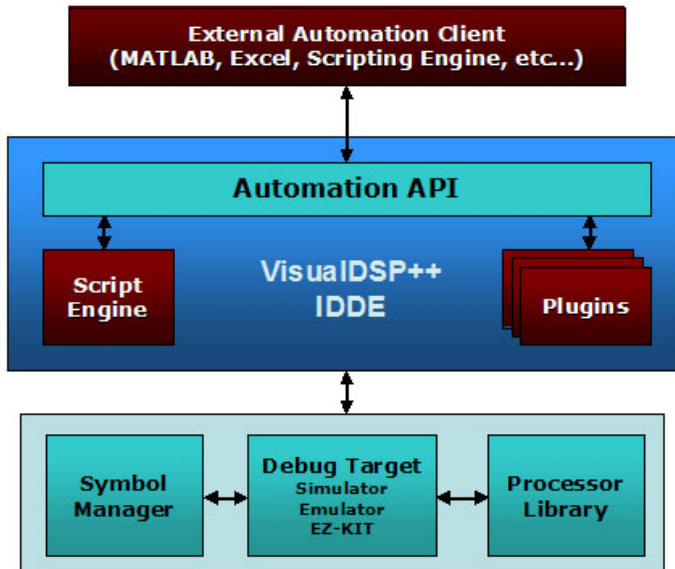 External Automation Client
(MATLAB, Excel, Scripting Engine, etc...)
Automation API
Script
Engine
VisualDSP++
IDDE
Plugins
Symbol
Manager
Debug Target
Simulator
Emulator
EZ-KIT
Processor
Library